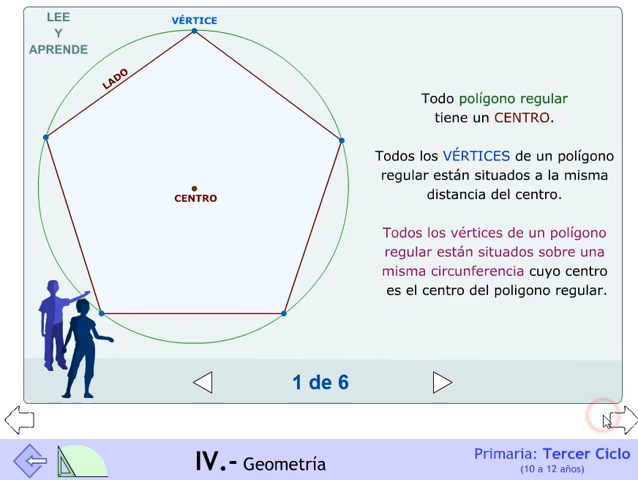 LEE
Y
APRENDE
VÉRTICE
LADO
CENTRO
Todo polígono regular
tiene un CENTRO.
Todos los VÉRTICES de un polígono
regular están situados a la misma
distancia del centro.
Todos los vértices de un polígono
regular están situados sobre una
misma circunferencia cuyo centro
es el centro del poligono regular.
1 de 6
IV.- Geometría
Primaria: Tercer Ciclo
(10 a 12 años)